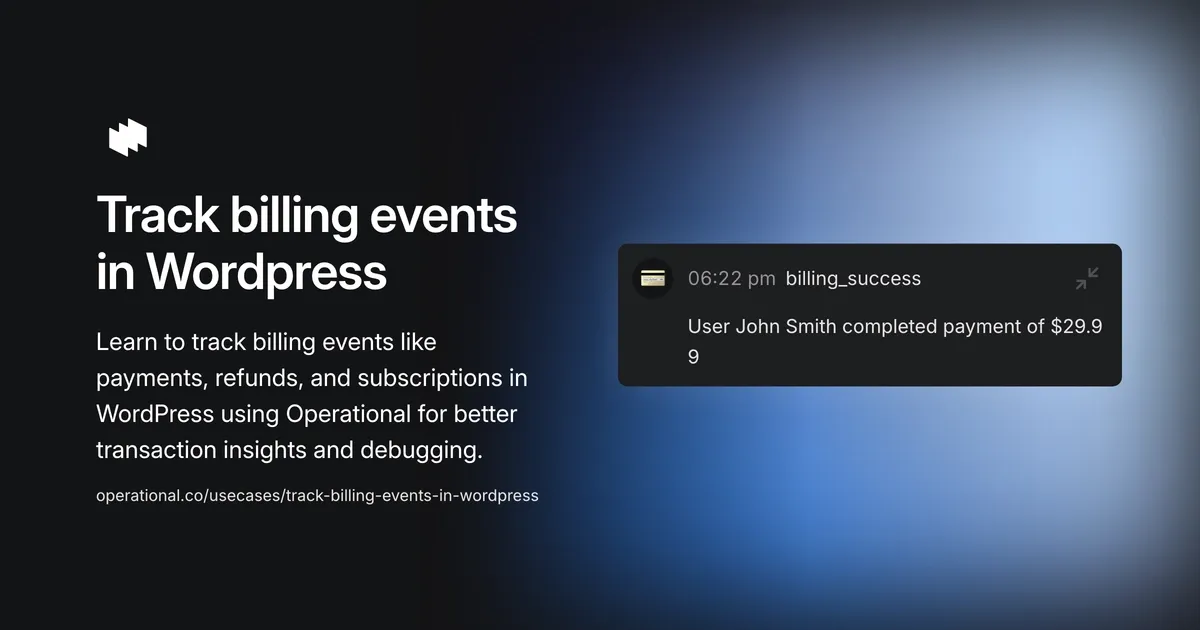 Track billing events
in Wordpress
Learn to track billing events like
payments, refunds, and subscriptions in
WordPress using Operational for better
transaction insights and debugging.
operational.co/usecases/track-billing-events-in-wordpress
06:22 pm billing_success
User John Smith completed payment of $29.9
9